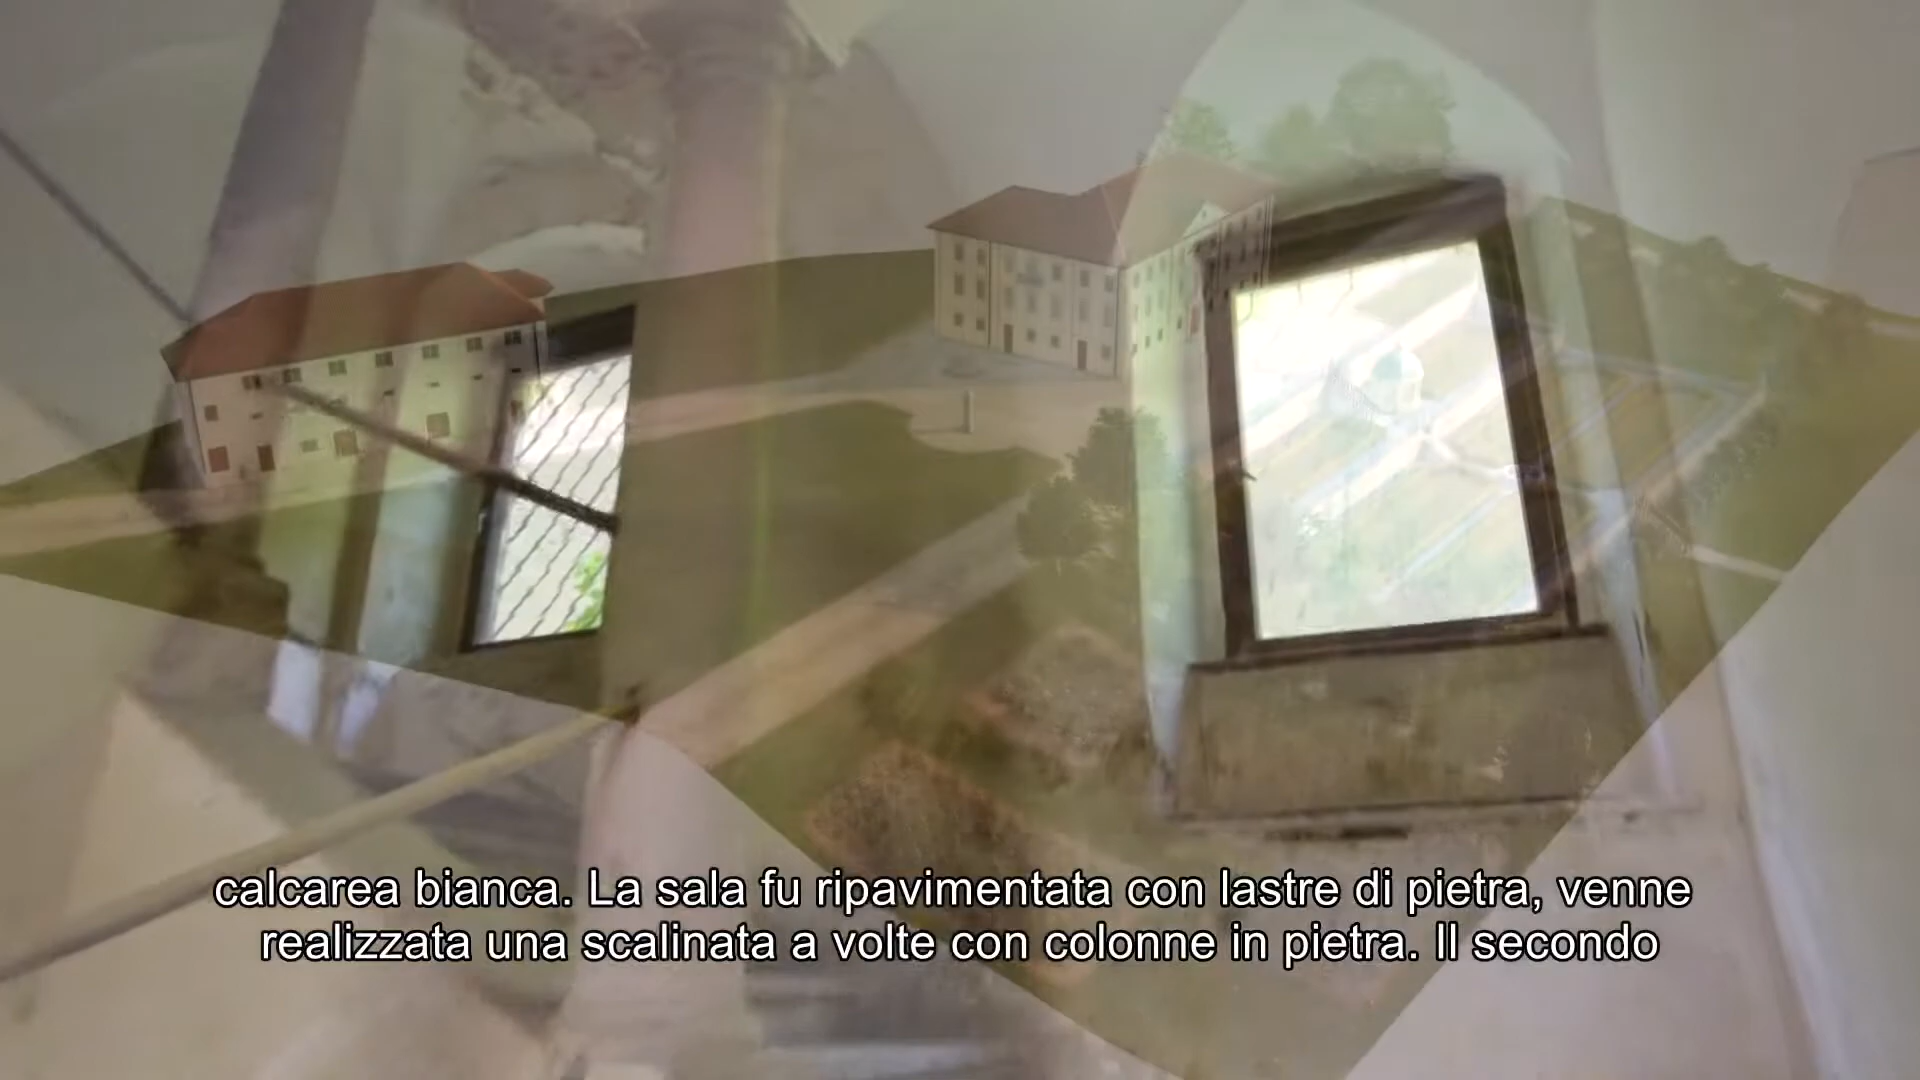 calcarea bianca. La sala fu ripavimentata con lastre di pietra, venne
realizzata una scalinata a volte con colonne in pietra. Il secondo